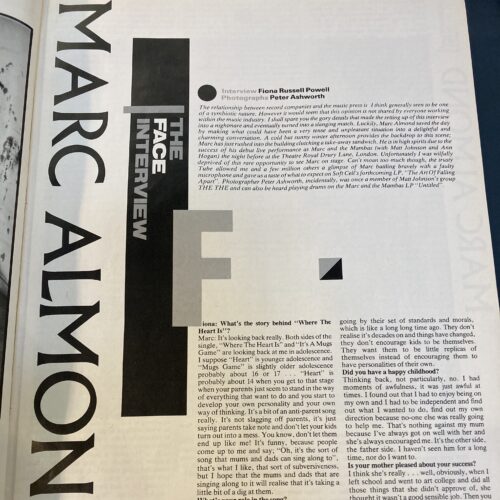 MARC ALMON
THE
FACE
INTERVIEW
Interview Fiona Russell Powell
Photographs Peter Ashworth
The relationship between record companies and the music press is I think generally seen to be one
of a symbiotic nature. However it would seem that this opinion is not shared by everyone working
within the music industry. I shall spare you the gory details that made the setting up of this interview
into a nightmare and eventually turned into a slanging match. Luckily, Marc Almond saved the day
by making what could have been a very tense and unpleasant situation into a delightful and
charming conversation. A cold but sunny winter afternoon provides the backdrop to this scene;
Marc has just rushed into the building clutching a take-away sandwich. He is in high spirits due to the
success of his debut live performance as Marc and the Mambas (with Matt Johnson and Ann
Hogan) the night before at the Theatre Royal Drury Lane, London. Unfortunately I was wilfully
deprived of this rare opportunity to see Marc on stage. Can't moan too much though, the trusty
Tube allowed me and a few million others a glimpse of Marc battling bravely with a faulty
microphone and gave us a taste of what to expect on Soft Cell's forthcoming LP, "The Art Of Falling
Apart". Photographer Peter Ashworth, incidentally, was once a member of Matt Johnson's group
THE THE and can also be heard playing drums on the Marc and the Mambas LP "Untitled"
F
iona: What's the story behind "Where The
Heart Is"?
Marc: It's looking back really. Both sides of the
single, "Where The Heart Is" and "It's A Mugs
Game" are looking back at me in adolescence.
I suppose "Heart" is younger adolescence and
"Mugs Game" is slightly older adolescence
probably about 16 or 17 . . . "Heart" is
probably about 14 when you get to that stage
when your parents just seem to stand in the way
of everything that you want to do and you start to
develop your own personality and your own
way of thinking. It's a bit of an anti-parent song
really. It's not slagging off parents, it's just
saying parents take note and don't let your kids
turn out into a mess. You know, don't let them
end up like me! It's funny, because people
come up to me and say; "Oh, it's the sort of
song that mums and dads can sing along to",
that's what I like, that sort of subversiveness,
but I hope that the mums and dads that are
singing along to it will realise that it's taking a
little bit of a dig at them.
going by their set of standards and morals,
which is like a long long time ago. They don't
realise it's decades on and things have changed,
they don't encourage kids to be themselves.
They want them to be little replicas of
themselves instead of encouraging them to
have personalities of their own.
Did you have a happy childhood?
Thinking back, not particularly, no. I had
moments of awfulness, it was just awful at
times. I found out that I had to enjoy being on
my own and I had to be independent and find
out what I wanted to do, find out my own
direction because no-one else was really going
to help me. That's nothing against my mum
because I've always got on well with her and
she's always encouraged me. It's the other side,
the father side. I haven't seen him for a long
time, nor do I want to.
Is your mother pleased about your success?
I think she's really . . . well, obviously, when I
left school and went to art college and did all
those things that she didn't approve of, she
thought it wasn't a good sensible job. Then you